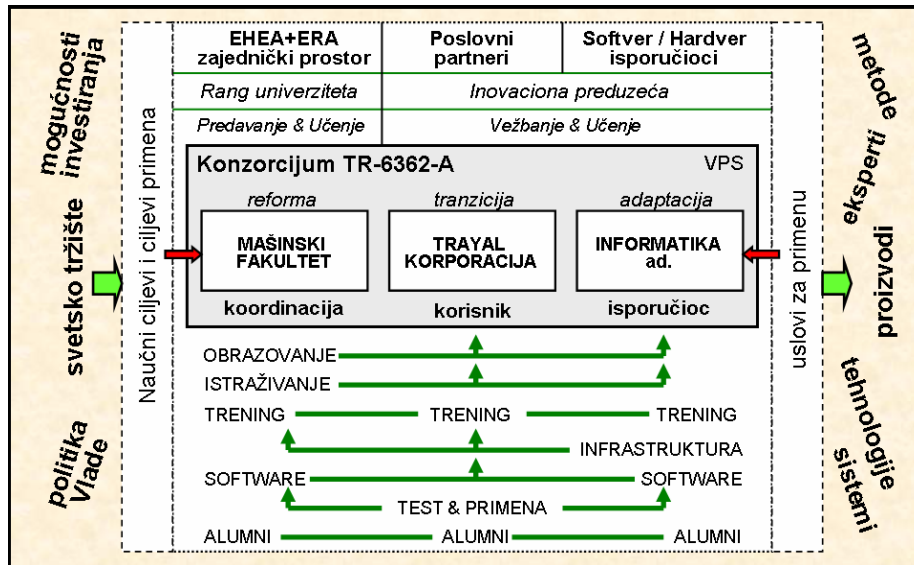 EHEA+ERA
zajednički prostor
Poslovni
partneri
Softver / Hardver
isporučioci
Rang univerziteta
Inovaciona preduzeća
Predavanje & Učenje
Vežbanje & Učenje
mogućnosti
investiranja
svetsko tržište
politika
Vlade
Naučni ciljevi i ciljevi primena
Konzorcijum TR-6362-A
VPS
reforma
tranzicija
adaptacija
MAŠINSKI
FAKULTET
TRAYAL
KORPORACIJA
INFORMATIKA
ad.
koordinacija
korisnik
isporučioc
OBRAZOVANJE
ISTRAŽIVANJE
TRENING
TRENING
TRENING
INFRASTRUKTURA
SOFTWARE
SOFTWARE
TEST & PRIMENA
ALUMNI
ALUMNI
ALUMNI
uslovi za primenu
metode
eksperti
proizvodi
tehnologije
sistemi